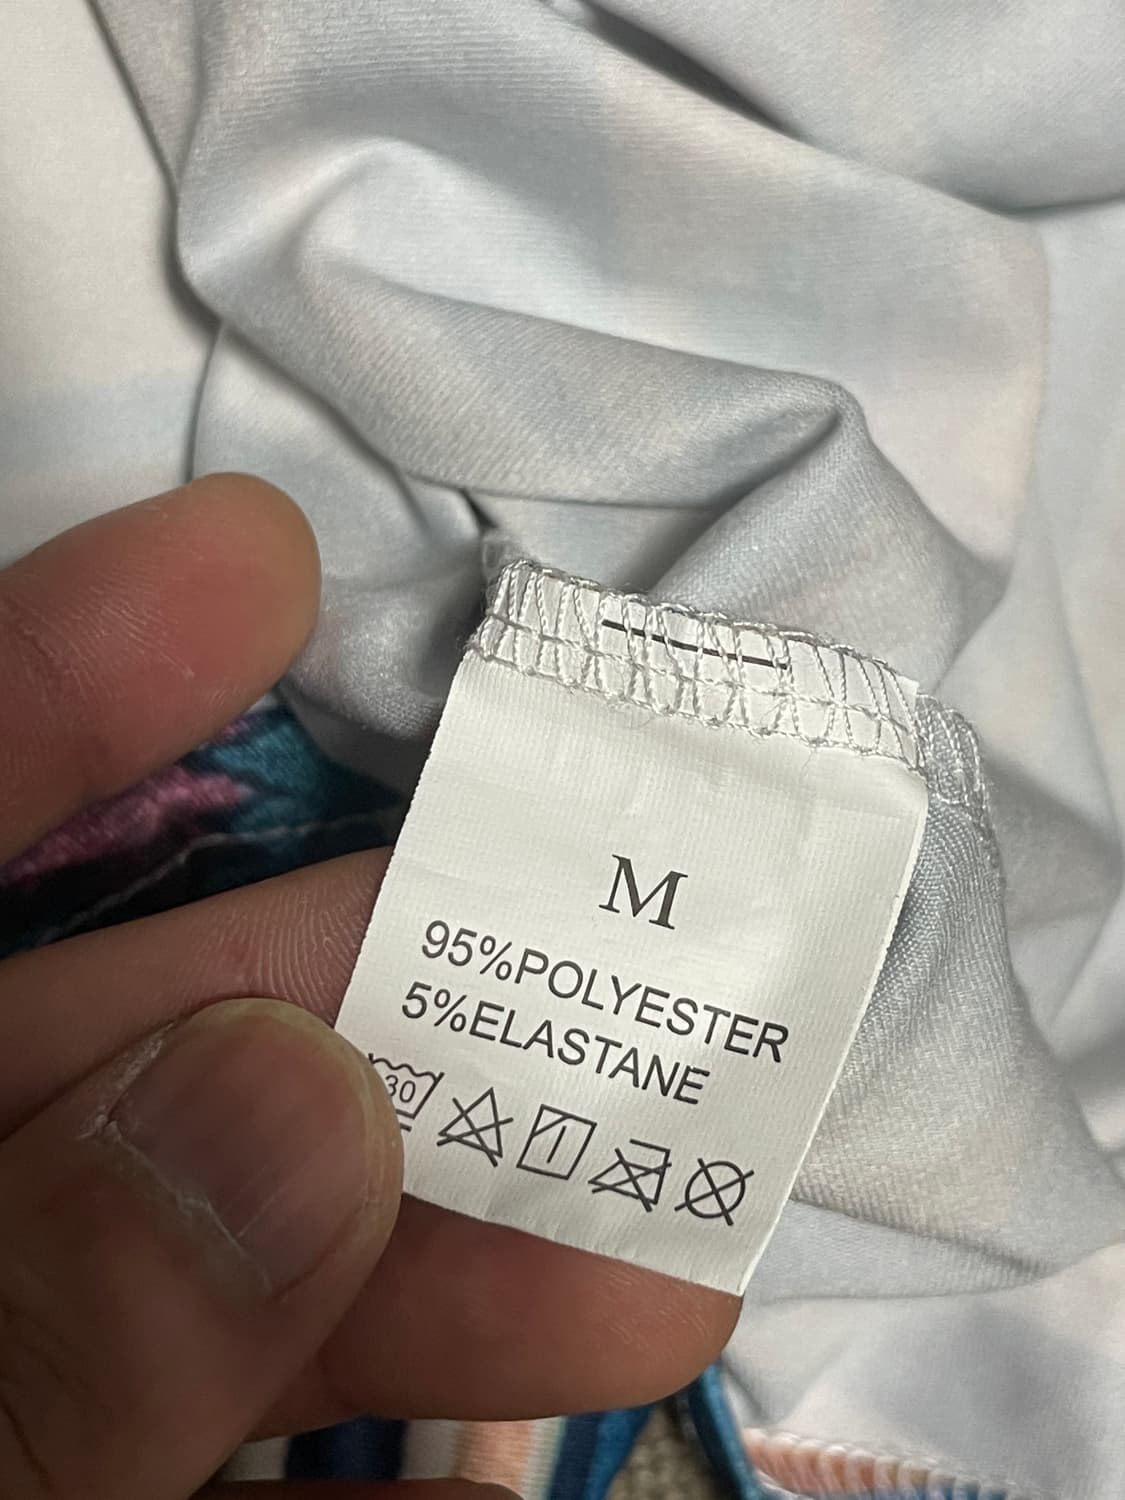 M
95%POLYESTER
5%ELASTANE
30